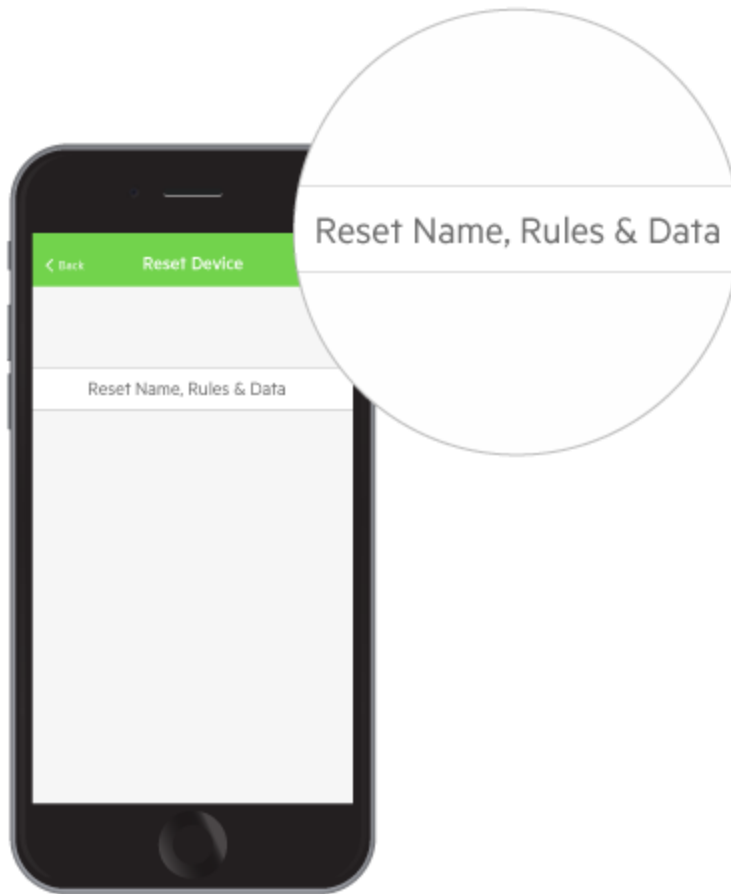 Back
Reset Device
Reset Name, Rules & Data
Reset Name, Rules & Data